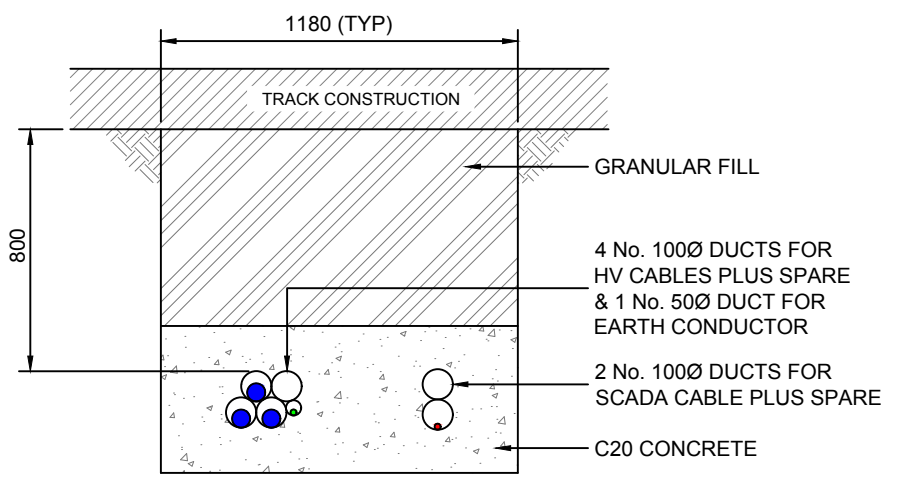 1180 (TYP)
TRACK CONSTRUCTION
GRANULAR FILL
800
4 No. 100Ø DUCTS FOR
HV CABLES PLUS SPARE
& 1 No. 50Ø DUCT FOR
EARTH CONDUCTOR
2 No. 100Ø DUCTS FOR
SCADA CABLE PLUS SPARE
C20 CONCRETE